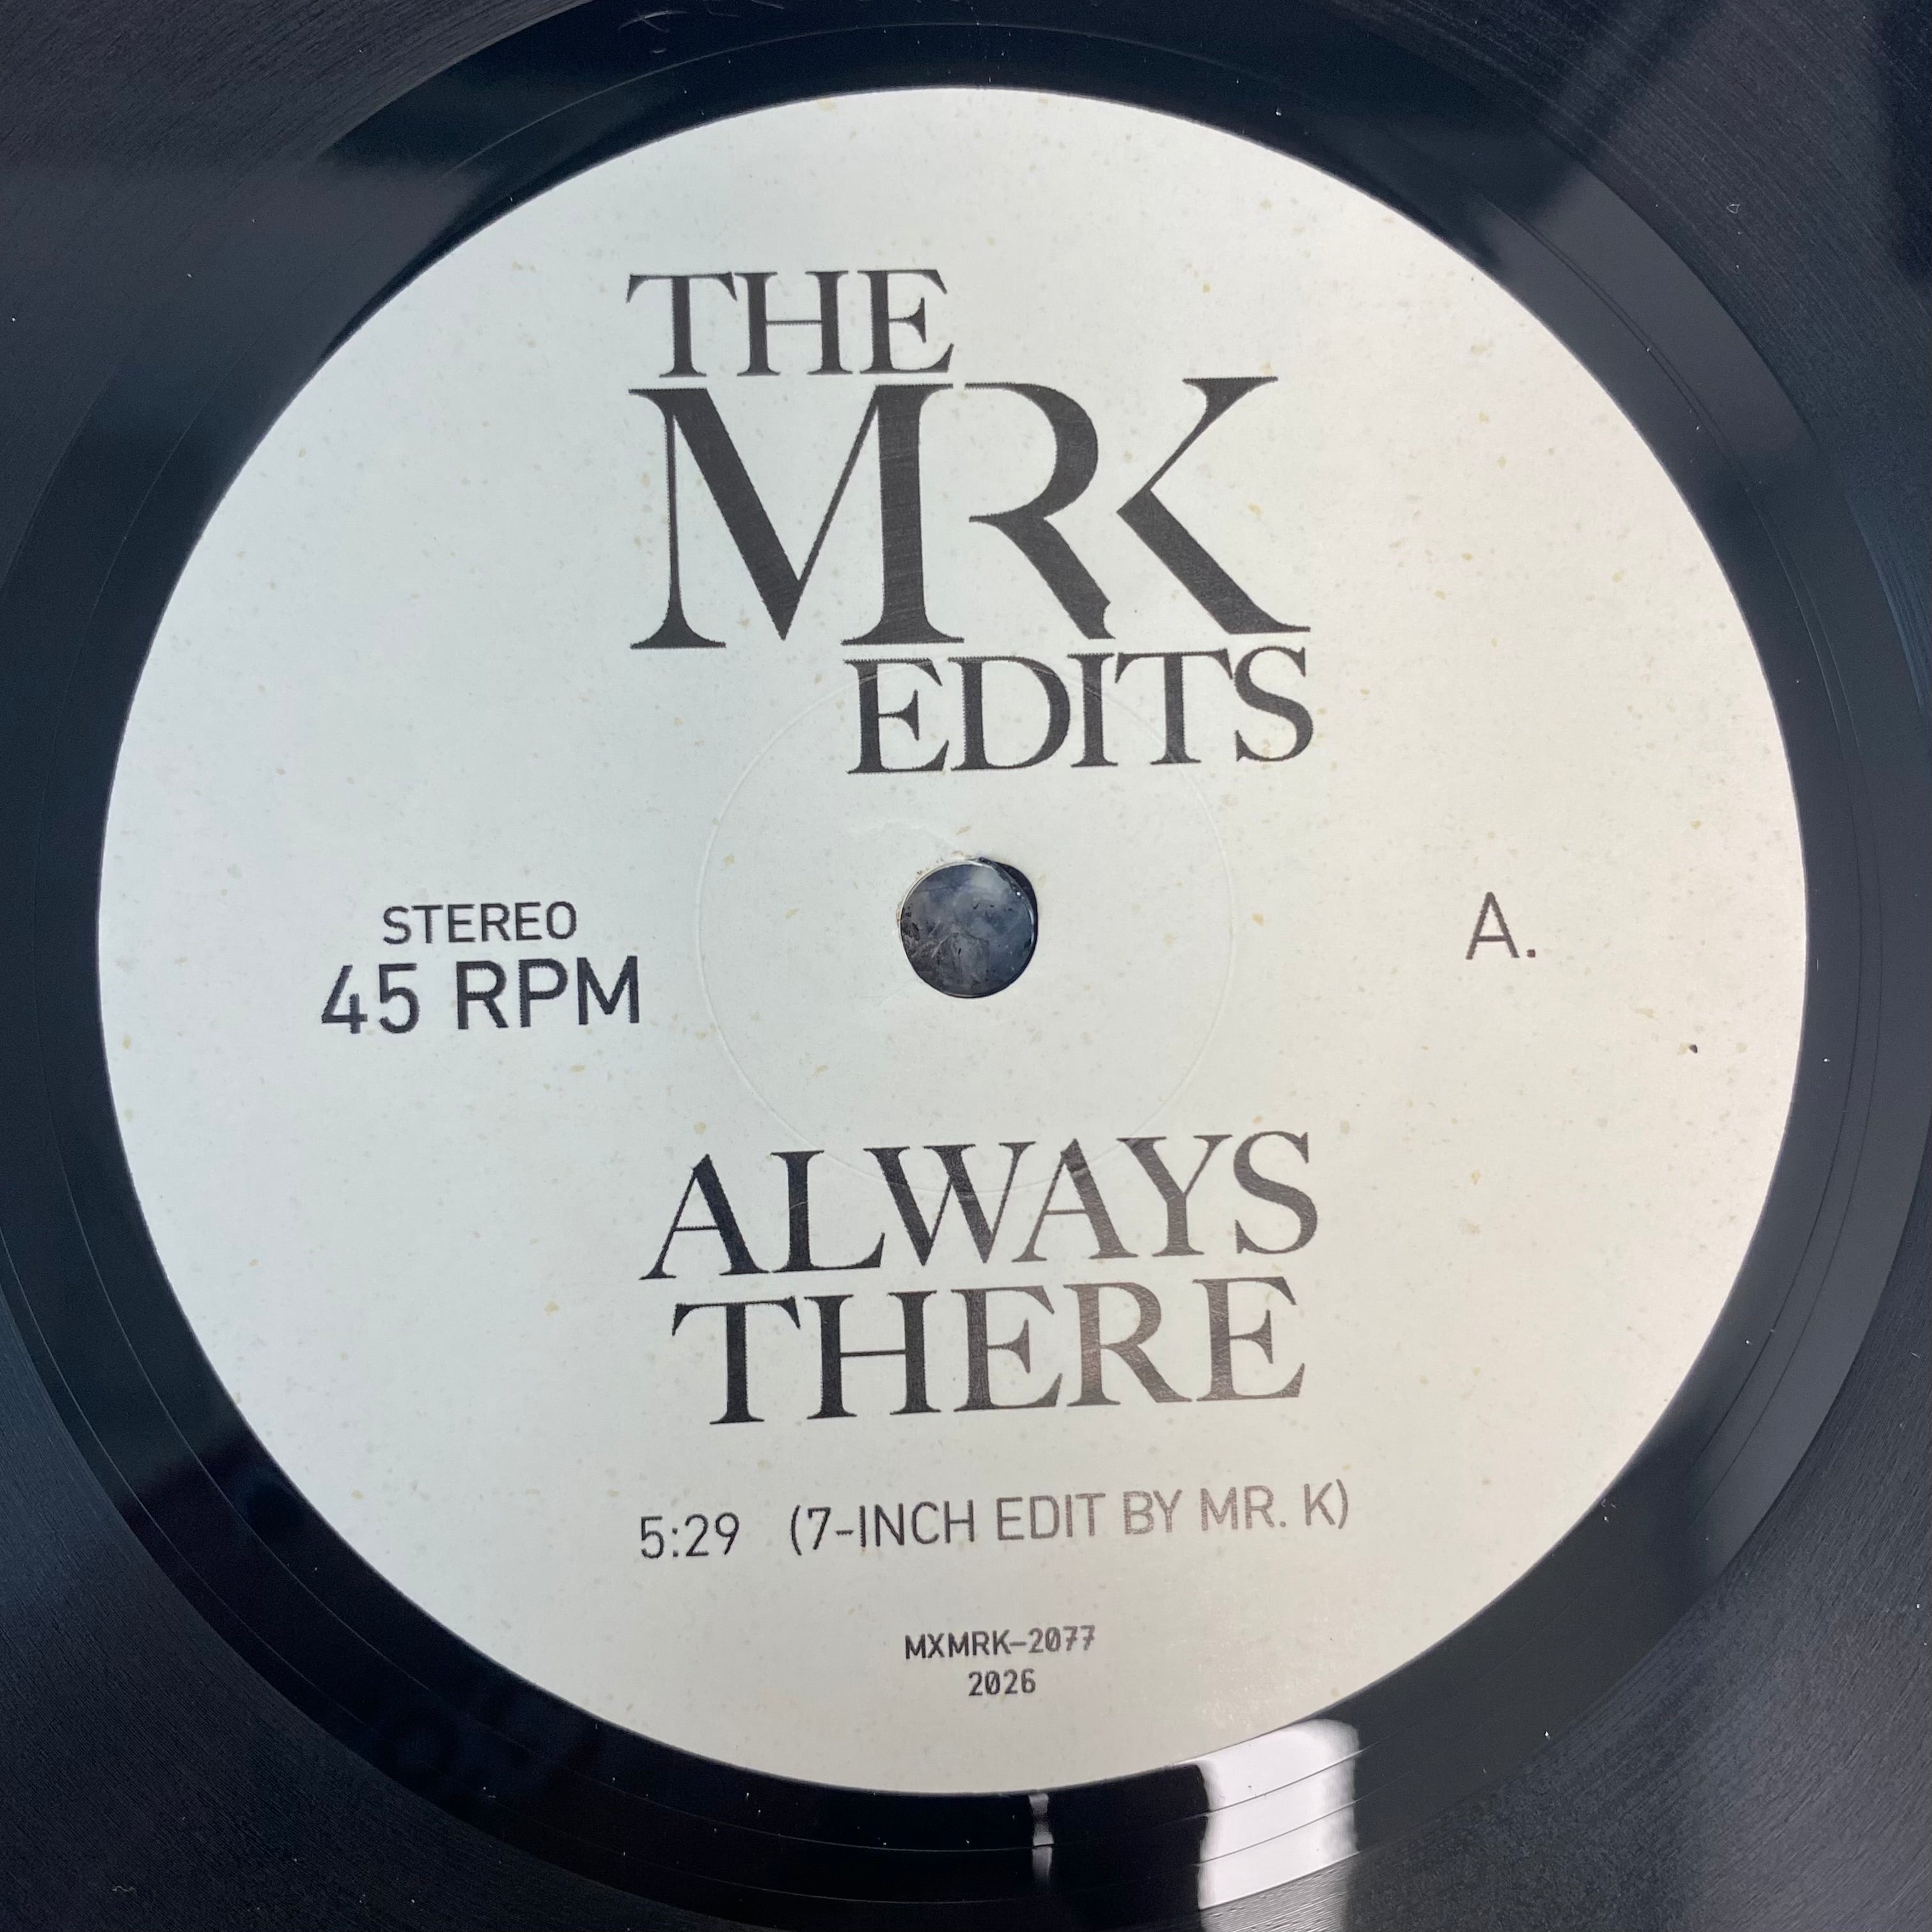 THE
MRK
EDITS
STEREO
45 RPM
A.
ALWAYS
THERE
5:29 (7-INCH EDIT BY MR. K)
MXMRK-2077
2026